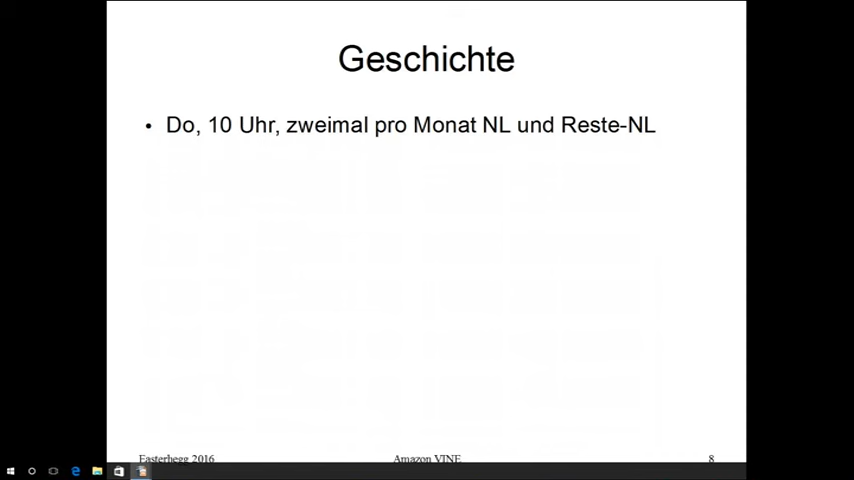 Geschichte
• Do, 10 Uhr, zweimal pro Monat NL und Reste-NL
Easterhegg 2016
Amazon VINE
8